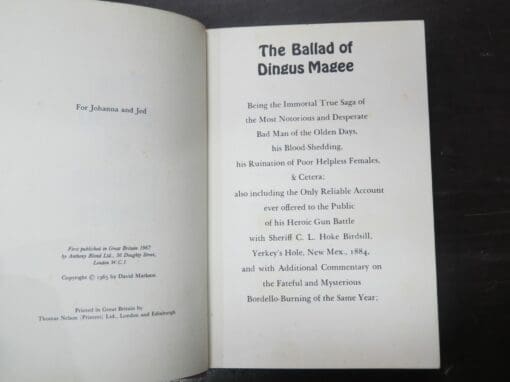 For Johanna and Jed
First published in Great Britain 1967
by Anthony Blond Ltd., 56 Doughty Street,
London W.C.1
Copyright © 1965 by David Markson.
Printed in Great Britain by
Thomas Nelson (Printers) Ltd., London and Edinburgh
The Ballad of
Dingus Magee
Being the Immortal True Saga of
the Most Notorious and Desperate
Bad Man of the Olden Days,
his Blood-Shedding,
his Ruination of Poor Helpless Females,
& Cetera;
also including the Only Reliable Account
ever offered to the Public
of his Heroic Gun Battle
with Sheriff C. L. Hoke Birdsill,
Yerkey's Hole, New Mex., 1884,
and with Additional Commentary on
the Fateful and Mysterious
Bordello-Burning of the Same Year;